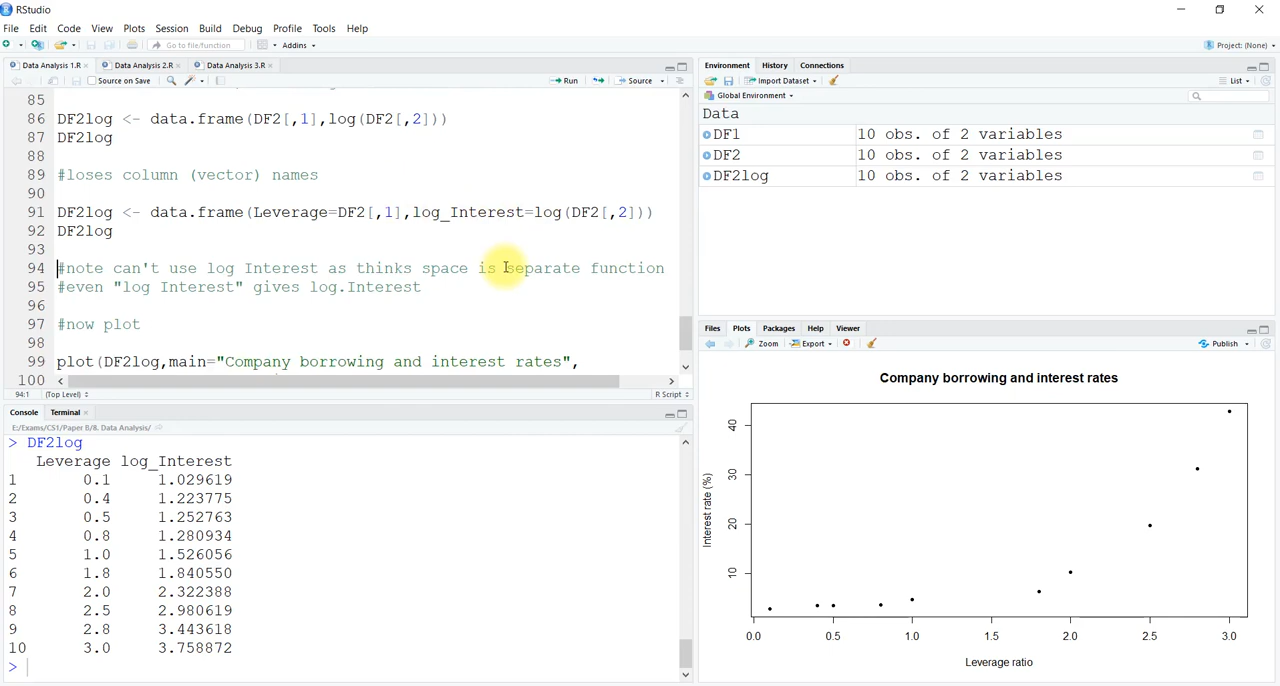 RStudio
File Edit Code View Plots Session Build Debug Profile Tools Help
Go to file/function Addins Project: (None)
Data Analysis 1.R Data Analysis 2.R Data Analysis 3.R
Source on Save Run Source
85
86 DF2log <- data.frame(DF2[,1],log(DF2[,2]))
87 DF2log
88
89 #loses column (vector) names
90
91 DF2log <- data.frame(Leverage=DF2[,1],log_Interest=log(DF2[,2]))
92 DF2log
93
94 #note can't use log Interest as thinks space is separate function
95 #even "log Interest" gives log.Interest
96
97 #now plot
98
99 plot(DF2log,main="Company borrowing and interest rates",
100
94:1 (Top Level) R Script
Console Terminal
E:/Exams/CS1/Paper B/8. Data Analysis/
> DF2log
Leverage log_Interest
1 0.1 1.029619
2 0.4 1.223775
3 0.5 1.252763
4 0.8 1.280934
5 1.0 1.526056
6 1.8 1.840550
7 2.0 2.322388
8 2.5 2.980619
9 2.8 3.443618
10 3.0 3.758872
>
Environment History Connections
Import Dataset List
Global Environment
Data
DF1 10 obs. of 2 variables
DF2 10 obs. of 2 variables
DF2log 10 obs. of 2 variables
Files Plots Packages Help Viewer
Zoom Export Publish
Company borrowing and interest rates
Interest rate (%)
40
30
20
10
0.0 0.5 1.0 1.5 2.0 2.5 3.0
Leverage ratio